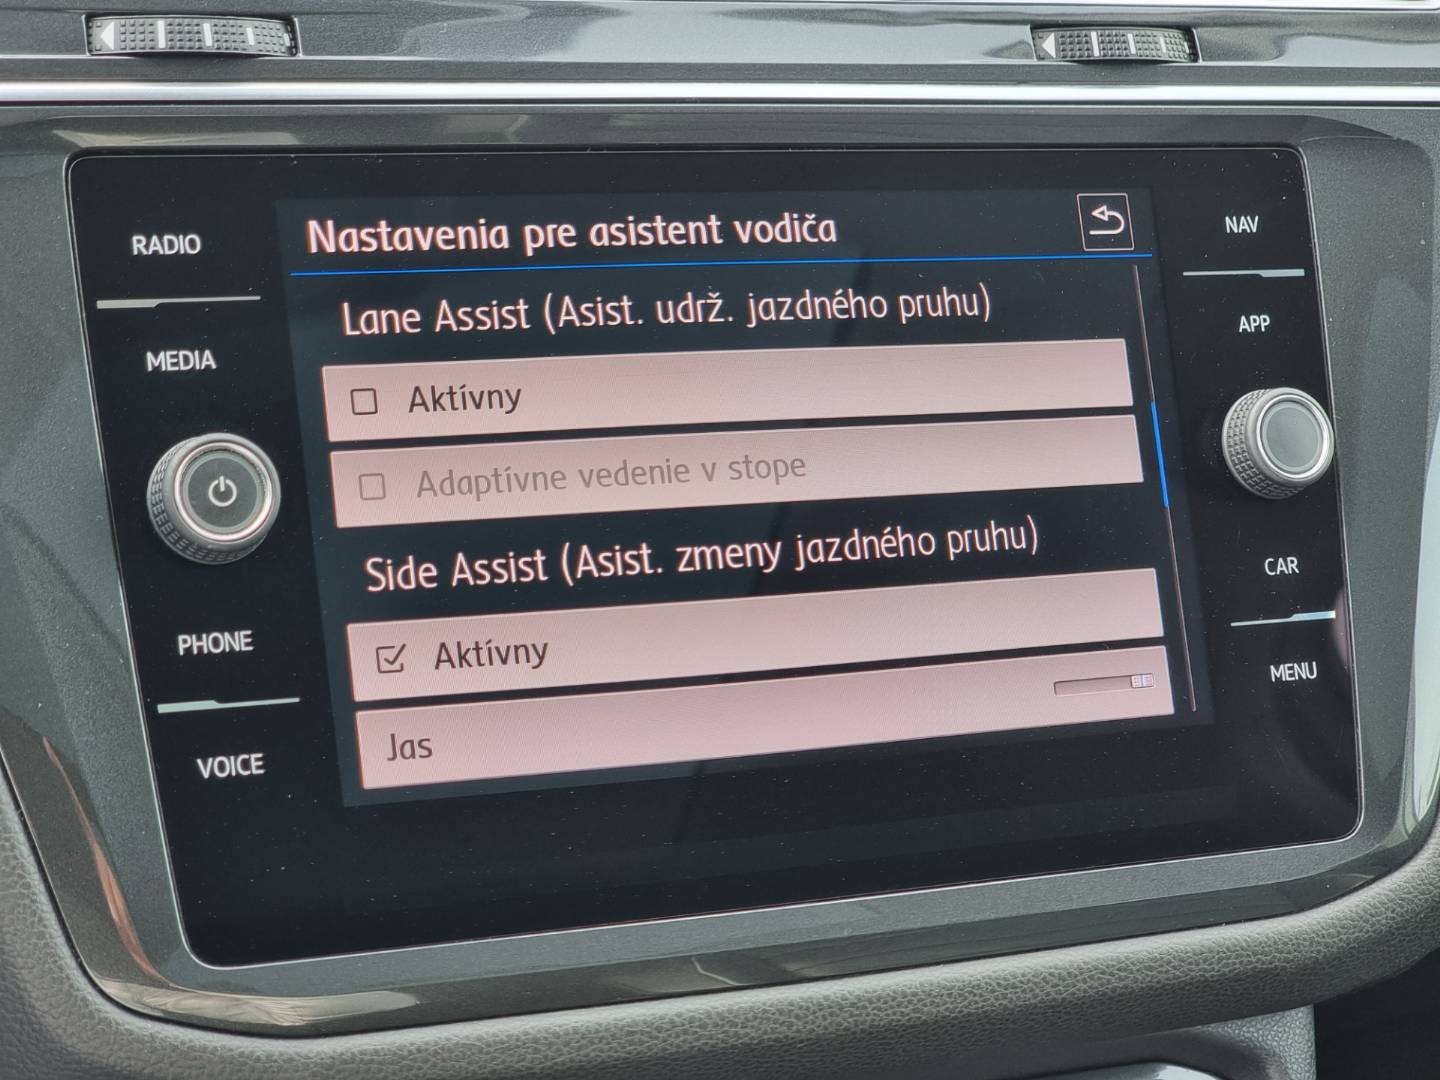 RADIO
MEDIA
PHONE
VOICE
Nastavenia pre asistent vodiča
Lane Assist (Asist. udrž. jazdného pruhu)
Aktívny
Adaptívne vedenie v stope
Side Assist (Asist. zmeny jazdného pruhu)
Aktívny
Jas
NAV
APP
CAR
MENU